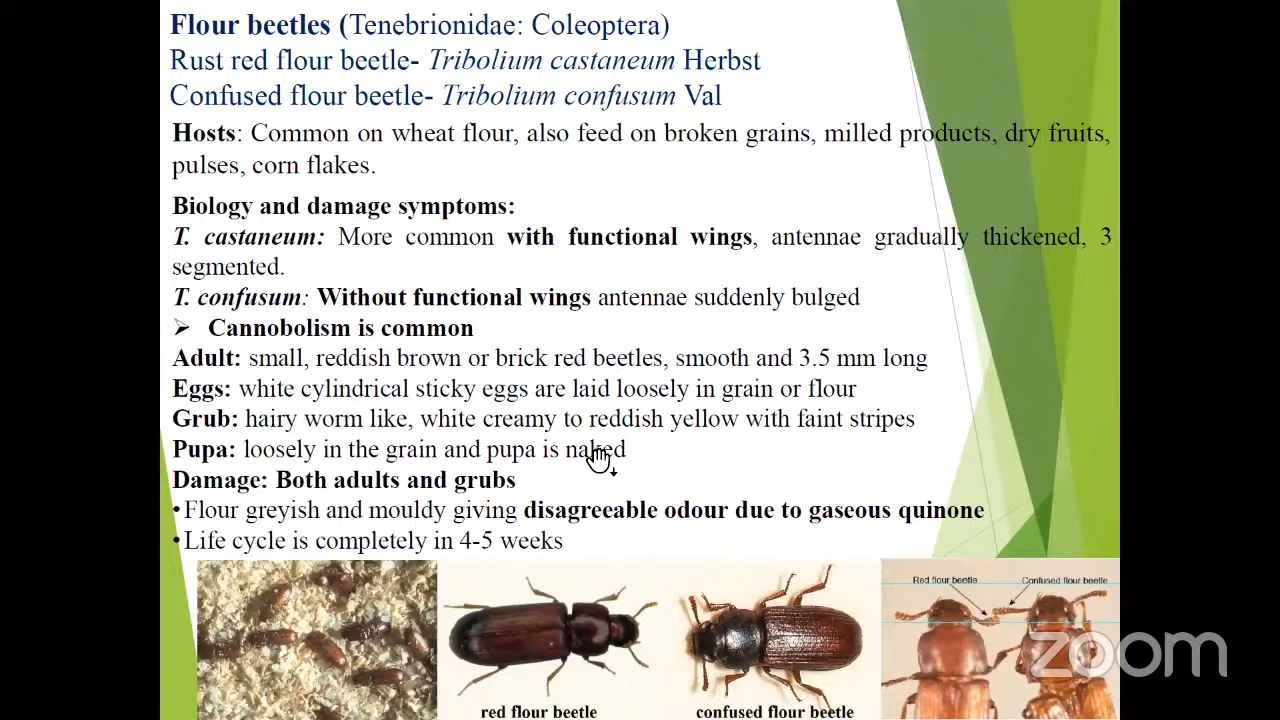 Flour beetles (Tenebrionidae: Coleoptera)
Rust red flour beetle- Tribolium castaneum Herbst
Confused flour beetle- Tribolium confusum Val
Hosts: Common on wheat flour, also feed on broken grains, milled products, dry fruits,
pulses, corn flakes.
Biology and damage symptoms:
T. castaneum: More common with functional wings, antennae gradually thickened, 3
segmented.
T. confusum: Without functional wings antennae suddenly bulged
➢ Cannobolism is common
Adult: small, reddish brown or brick red beetles, smooth and 3.5 mm long
Eggs: white cylindrical sticky eggs are laid loosely in grain or flour
Grub: hairy worm like, white creamy to reddish yellow with faint stripes
Pupa: loosely in the grain and pupa is naked
Damage: Both adults and grubs
•Flour greyish and mouldy giving disagreeable odour due to gaseous quinone
•Life cycle is completely in 4-5 weeks
Red flour beetle Confused flour beetle
zoom
red flour beetle confused flour beetle